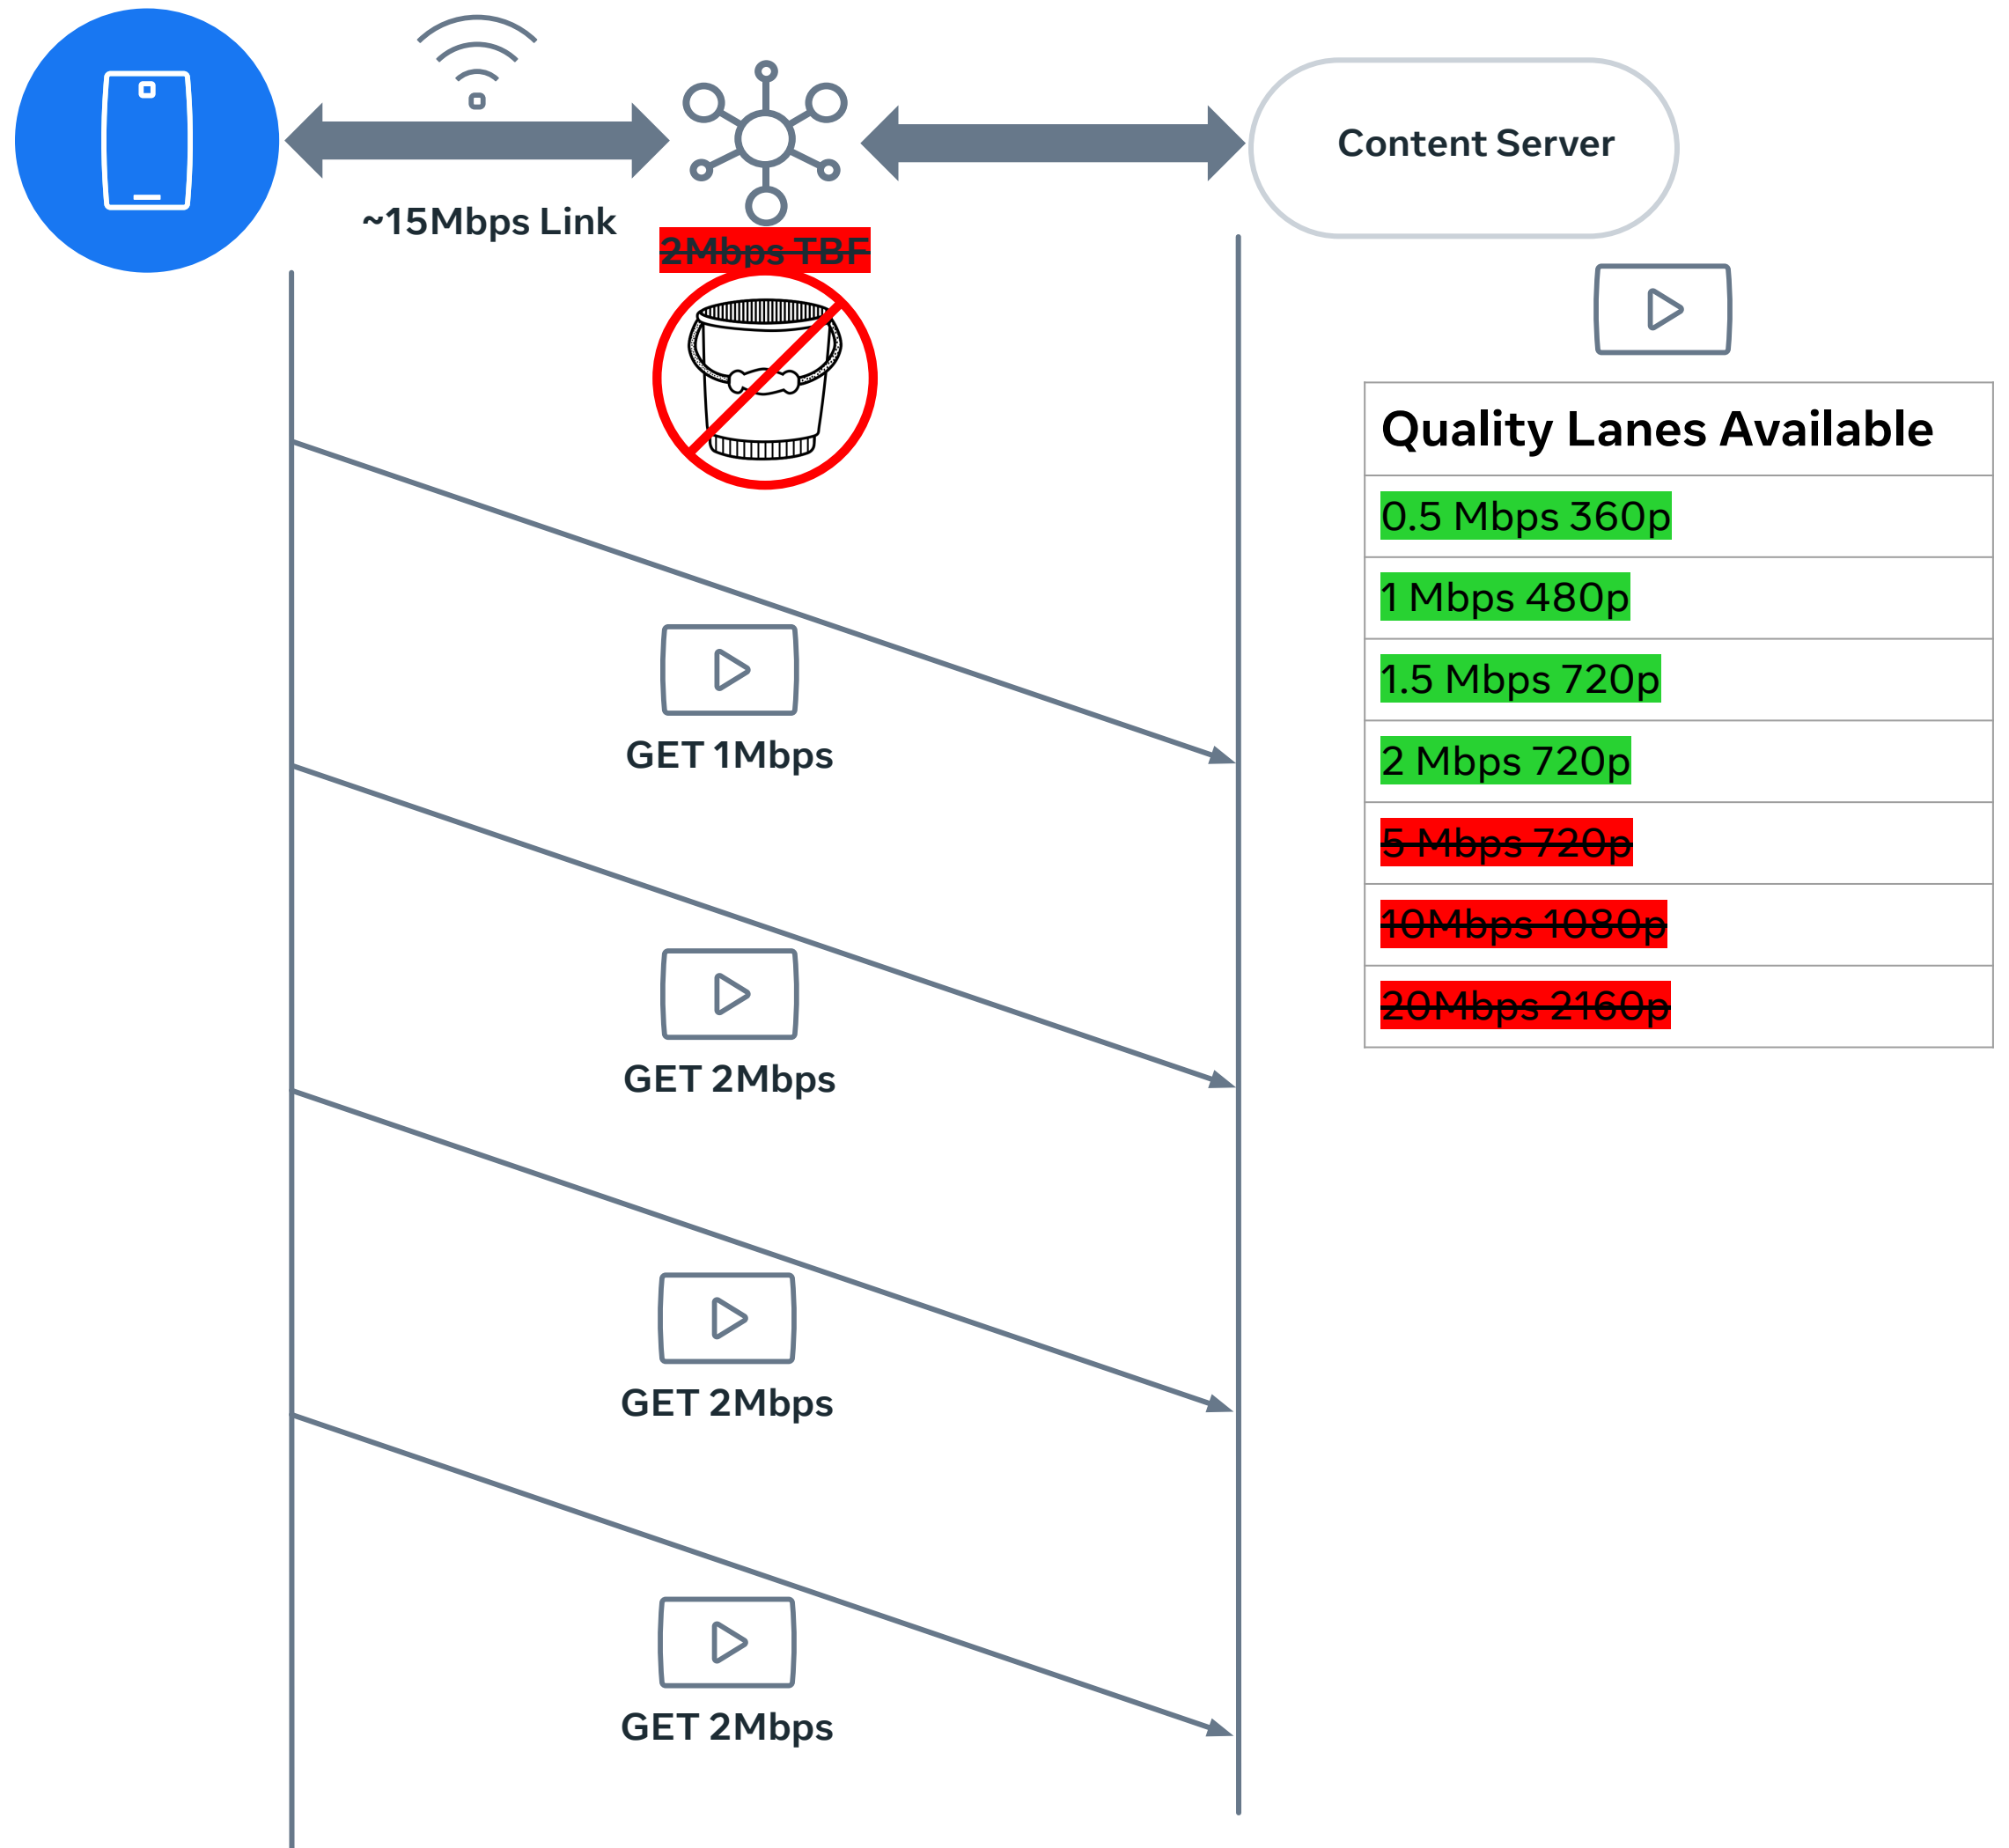 Content Server
~15Mbps Link
2Mbps TBF
Quality Lanes Available
0.5 Mbps 360p
1 Mbps 480p
1.5 Mbps 720p
2 Mbps 720p
5 Mbps 720p
10Mbps 1080p
20Mbps 2160p
GET 1Mbps
GET 2Mbps
GET 2Mbps
GET 2Mbps